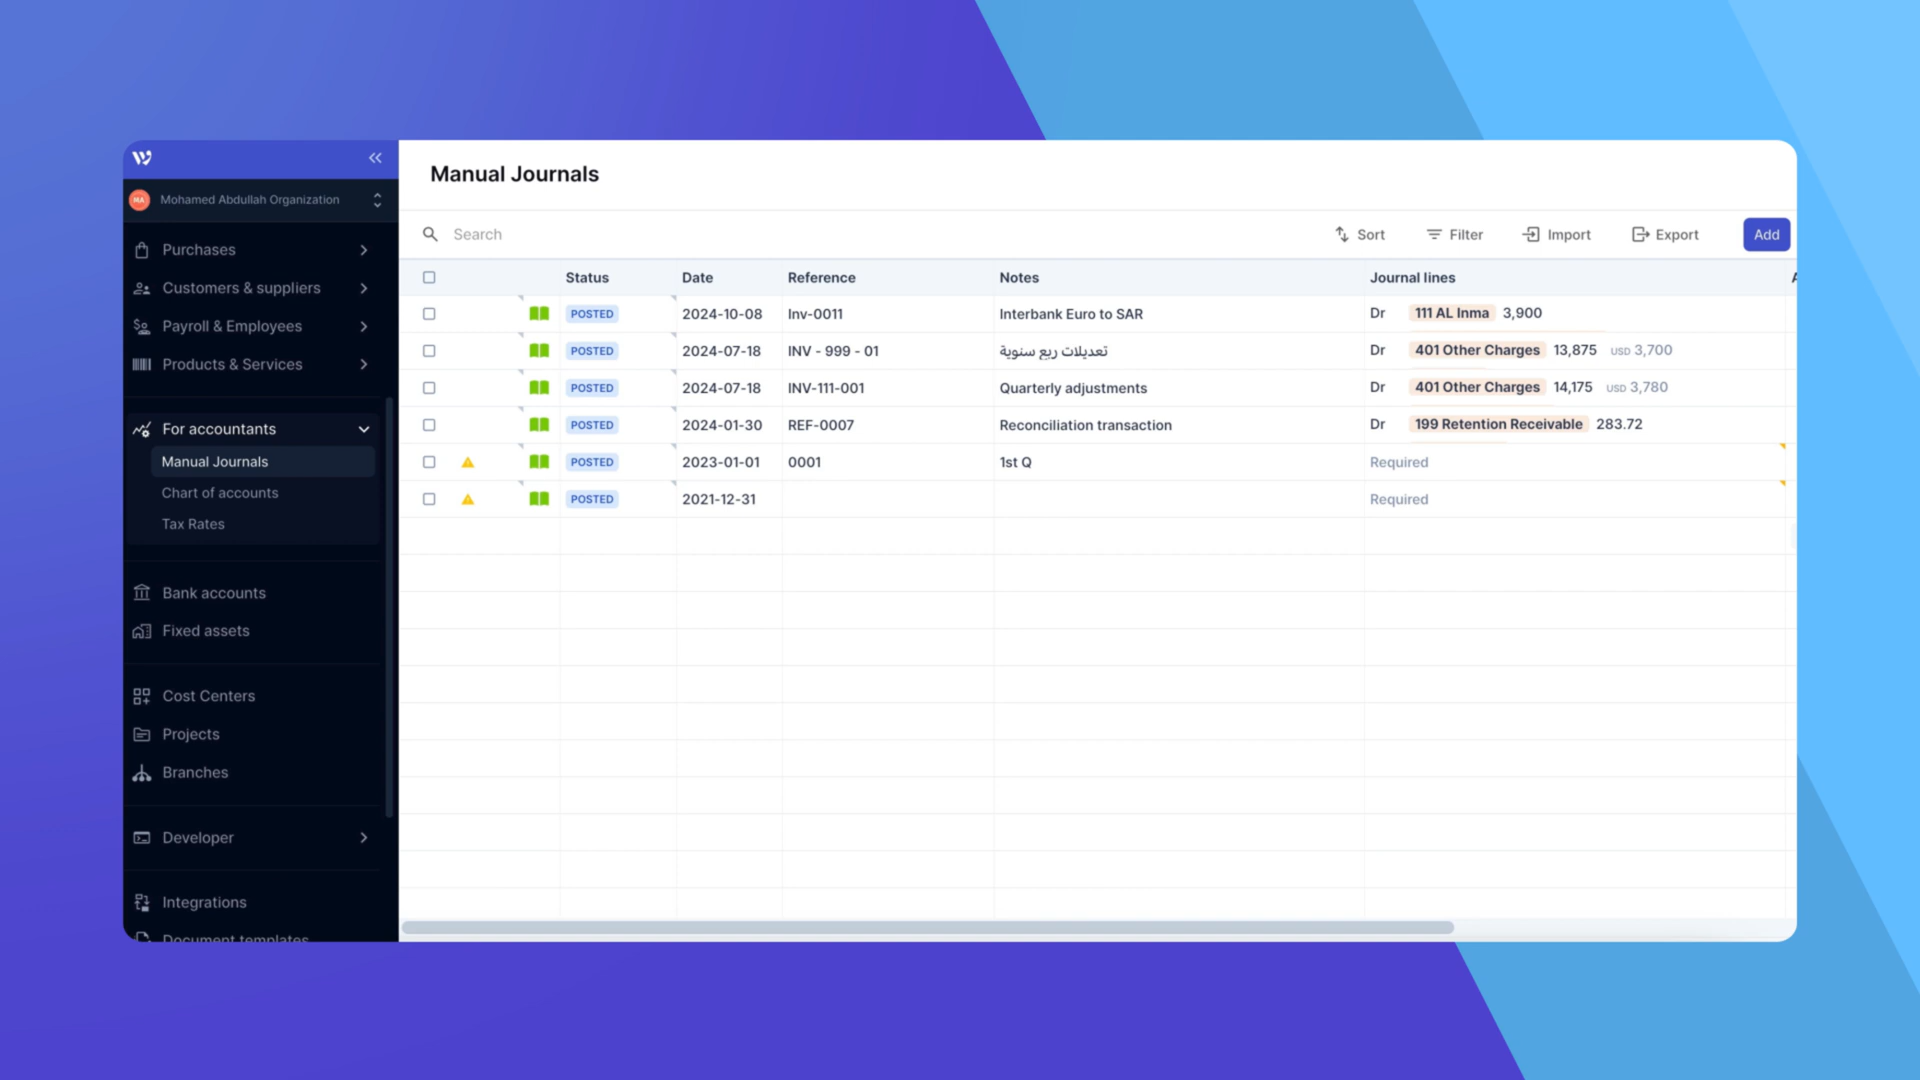 Manual Journals
MA Mohamed Abdullah Organization
Purchases
Customers & suppliers
Payroll & Employees
Products & Services
For accountants
Manual Journals
Chart of accounts
Tax Rates
Bank accounts
Fixed assets
Cost Centers
Projects
Branches
Developer
Integrations
Document templates
Search Sort Filter Import Export Add
Status Date Reference Notes Journal lines
POSTED 2024-10-08 Inv-0011 Interbank Euro to SAR Dr 111 AL Inma 3,900
POSTED 2024-07-18 INV - 999 - 01 تعديلات ربع سنوية Dr 401 Other Charges 13,875 USD 3,700
POSTED 2024-07-18 INV-111-001 Quarterly adjustments Dr 401 Other Charges 14,175 USD 3,780
POSTED 2024-01-30 REF-0007 Reconciliation transaction Dr 199 Retention Receivable 283.72
POSTED 2023-01-01 0001 1st Q Required
POSTED 2021-12-31 Required